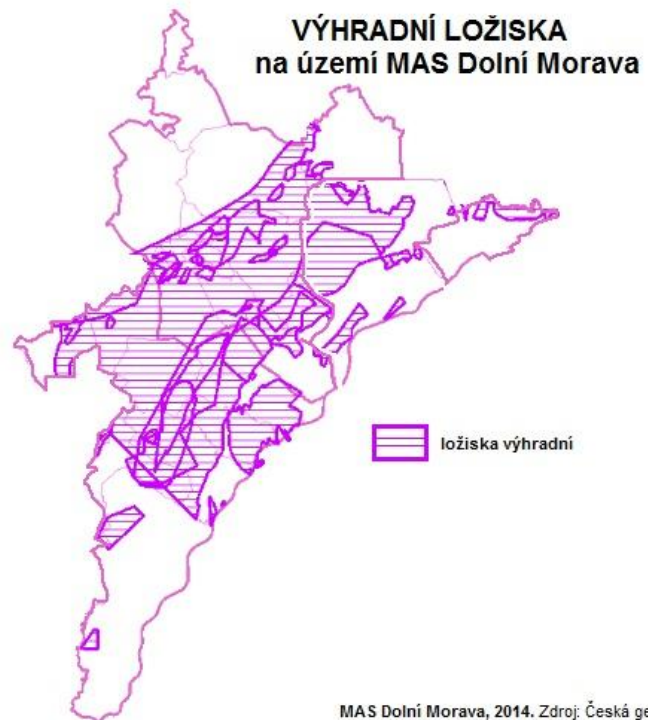 VÝHRADNÍ LOŽISKA
na území MAS Dolní Morava
ložiska výhradní
MAS Dolní Morava, 2014. Zdroj: Česká ge